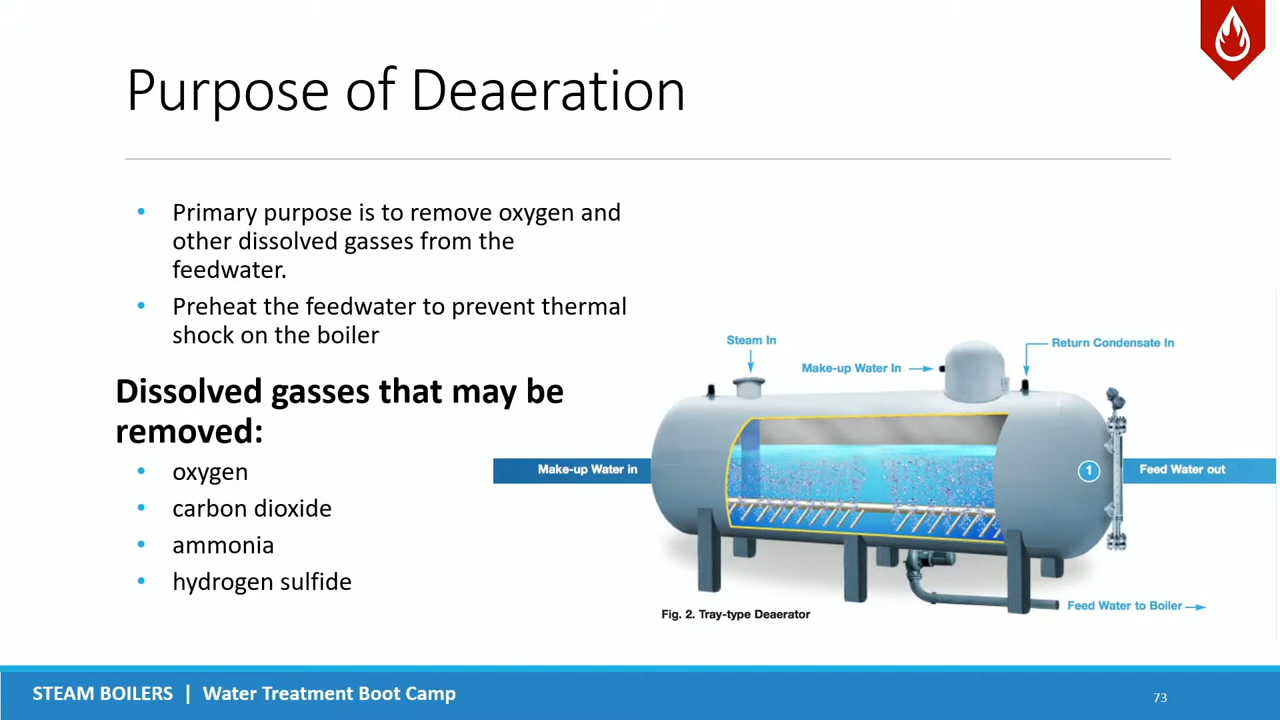 Purpose of Deaeration
• Primary purpose is to remove oxygen and
other dissolved gasses from the
feedwater.
• Preheat the feedwater to prevent thermal
shock on the boiler
Dissolved gasses that may be
removed:
• oxygen
• carbon dioxide
• ammonia
• hydrogen sulfide
Steam In
Make-up Water In
Return Condensate In
Make-up Water in
1
Feed Water out
Feed Water to Boiler
Fig. 2. Tray-type Deaerator
STEAM BOILERS | Water Treatment Boot Camp
73